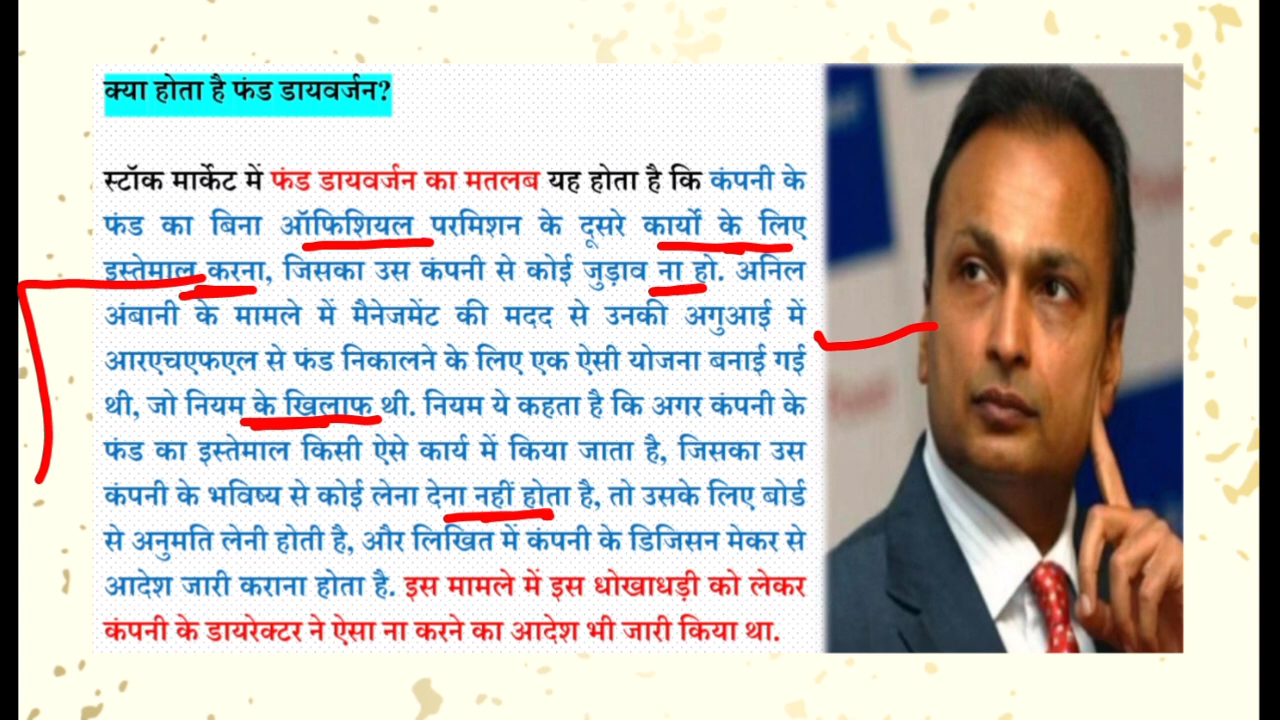 क्या होता है फंड डायवर्जन?
स्टॉक मार्केट में फंड डायवर्जन का मतलब यह होता है कि कंपनी के
फंड का बिना ऑफिशियल परमिशन के दूसरे कार्यों के लिए
इस्तेमाल करना, जिसका उस कंपनी से कोई जुड़ाव ना हो. अनिल
अंबानी के मामले में मैनेजमेंट की मदद से उनकी अगुआई में
आरएचएफएल से फंड निकालने के लिए एक ऐसी योजना बनाई गई
थी, जो नियम के खिलाफ थी. नियम ये कहता है कि अगर कंपनी के
फंड का इस्तेमाल किसी ऐसे कार्य में किया जाता है, जिसका उस
कंपनी के भविष्य से कोई लेना देना नहीं होता है, तो उसके लिए बोर्ड
से अनुमति लेनी होती है, और लिखित में कंपनी के डिजिसन मेकर से
आदेश जारी कराना होता है. इस मामले में इस धोखाधड़ी को लेकर
कंपनी के डायरेक्टर ने ऐसा ना करने का आदेश भी जारी किया था.